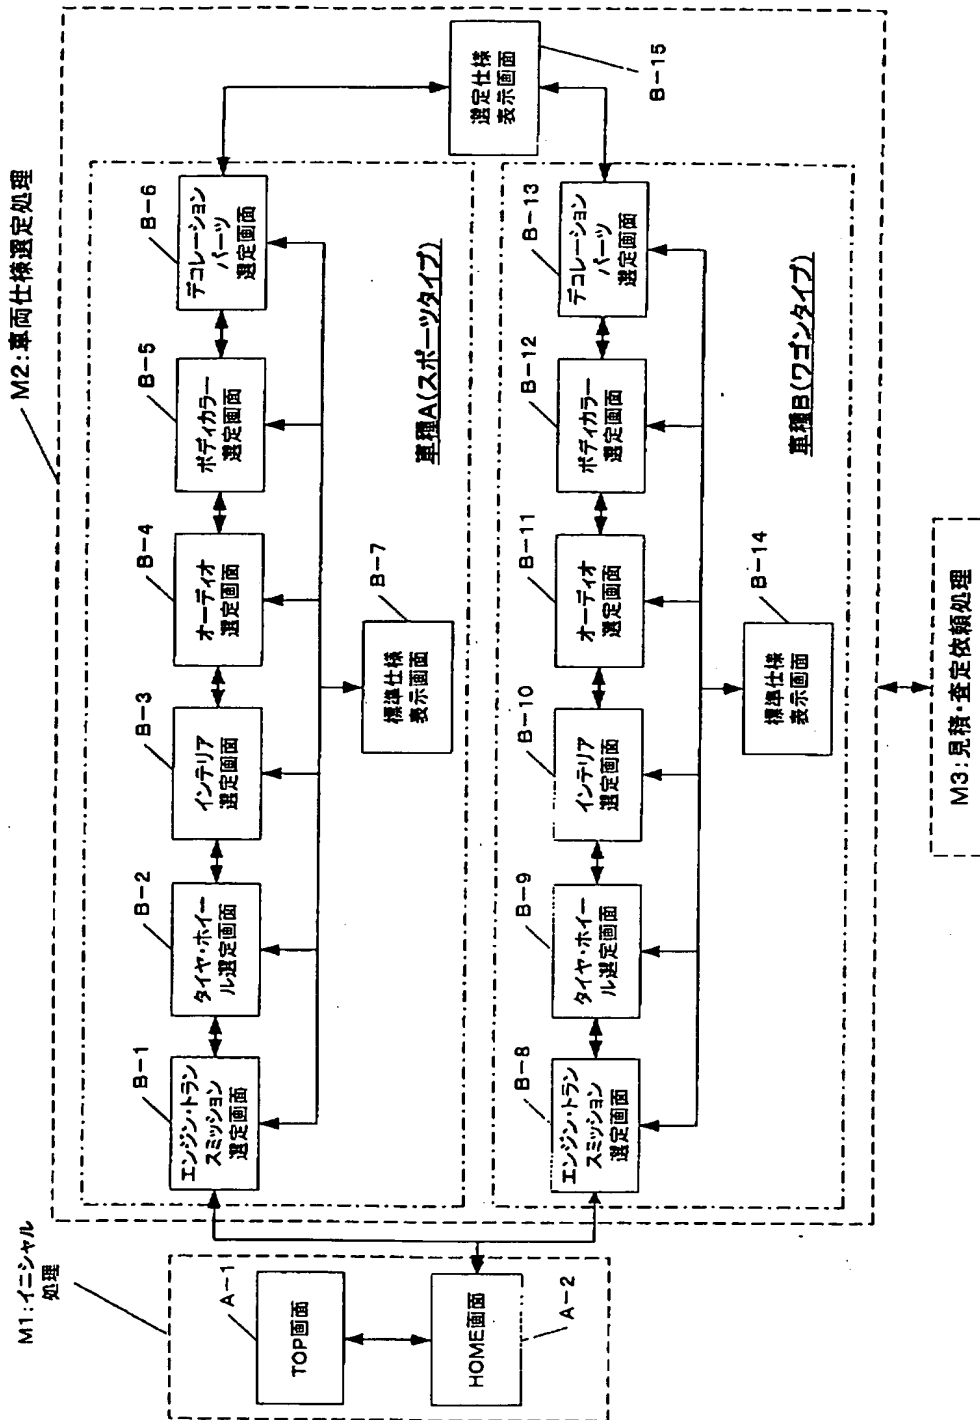 M1:イニシャル
処理
A-1
TOP画面
HOME画面
A-2
M2:車両仕様選定処理
B-1
エンジン・トラン
スミッション
選定画面
B-2
タイヤ・ホイー
ル選定画面
B-3
インテリア
選定画面
B-4
オーディオ
選定画面
B-5
ボディカラー
選定画面
B-6
デコレーション
パーツ
選定画面
B-7
標準仕様
表示画面
車種A(スポーツタイプ)
B-8
エンジン・トラン
スミッション
選定画面
B-9
タイヤ・ホイー
ル選定画面
B-10
インテリア
選定画面
B-11
オーディオ
選定画面
B-12
ボディカラー
選定画面
B-13
デコレーション
パーツ
選定画面
B-14
標準仕様
表示画面
車種B(ワゴンタイプ)
選定仕様
表示画面
B-15
M3:見積・査定依頼処理